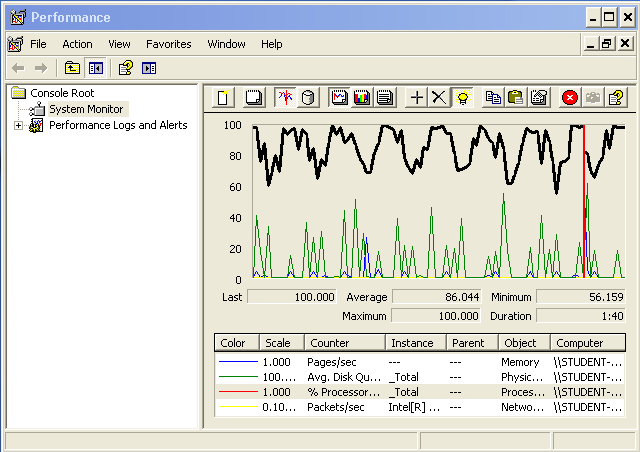 Performance
File Action View Favorites Window Help
Console Root
System Monitor
Performance Logs and Alerts
100
80
60
40
20
0
Last 100.000 Average 86.044 Minimum 56.159
Maximum 100.000 Duration 1:40
Color Scale Counter Instance Parent Object Computer
1.000 Pages/sec --- --- Memory \\STUDENT-...
100.... Avg. Disk Qu... _Total --- Physic... \\STUDENT-...
1.000 % Processor... _Total --- Proces... \\STUDENT-...
0.10... Packets/sec Intel[R] ... --- Netwo... \\STUDENT-...